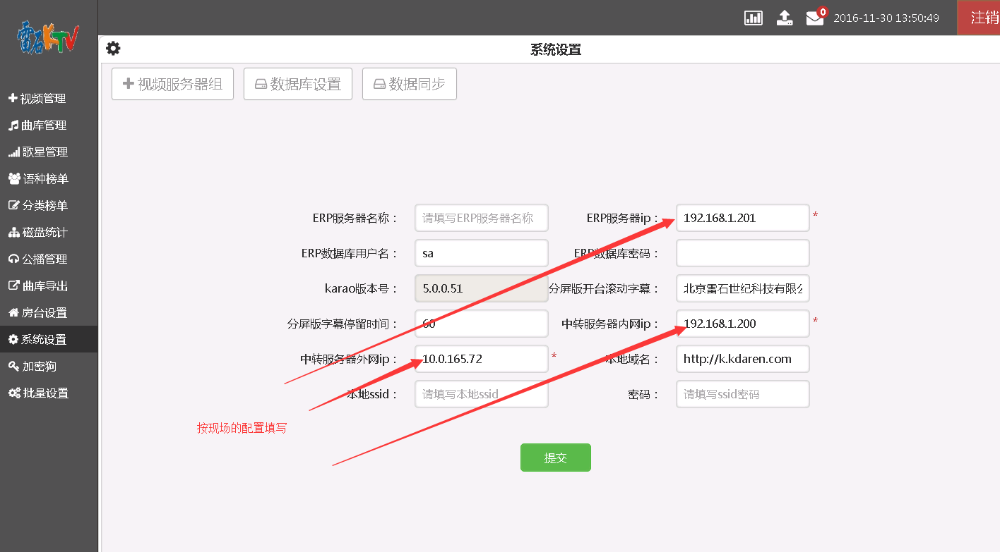 雷石KTV
0
2016-11-30 13:50:49
注销
系统设置
视频服务器组
数据库设置
数据同步
视频管理
曲库管理
歌星管理
语种榜单
分类榜单
磁盘统计
公播管理
曲库导出
房台设置
系统设置
加密狗
批量设置
ERP服务器名称： 请填写ERP服务器名称 ERP服务器ip： 192.168.1.201 *
ERP数据库用户名： sa ERP数据库密码：
karao版本号： 5.0.0.51 分屏版开台滚动字幕： 北京雷石世纪科技有限公
分屏版字幕停留时间： 60 中转服务器内网ip： 192.168.1.200 *
中转服务器外网ip： 10.0.165.72 * 本地域名： http://k.kdaren.com
本地ssid： 请填写本地ssid 密码： 请填写ssid密码
按现场的配置填写
提交